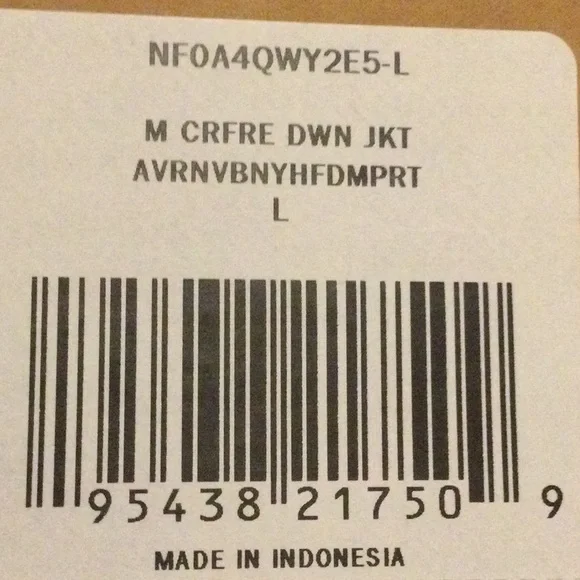 NF0A4QWY2E5-L
M CRFRE DWN JKT
AVRNVBNYHFDMPRT
L
95438 21750 9
MADE IN INDONESIA